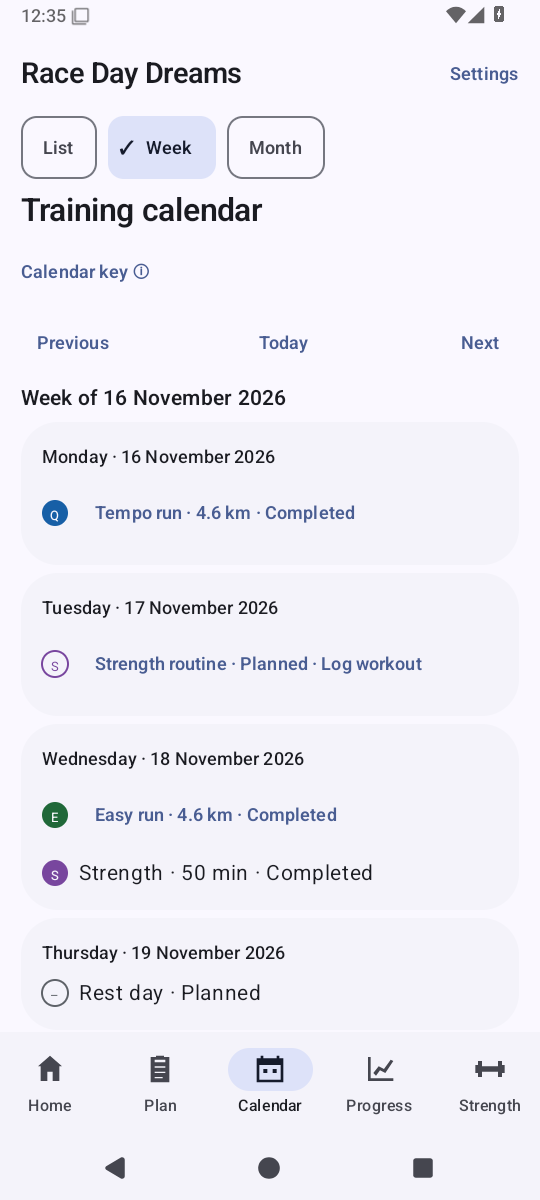 12:35
Race Day Dreams
Settings
List
✓ Week
Month
Training calendar
Calendar key ⓘ
Previous
Today
Next
Week of 16 November 2026
Monday · 16 November 2026
Q Tempo run · 4.6 km · Completed
Tuesday · 17 November 2026
S Strength routine · Planned · Log workout
Wednesday · 18 November 2026
E Easy run · 4.6 km · Completed
S Strength · 50 min · Completed
Thursday · 19 November 2026
– Rest day · Planned
Home
Plan
Calendar
Progress
Strength